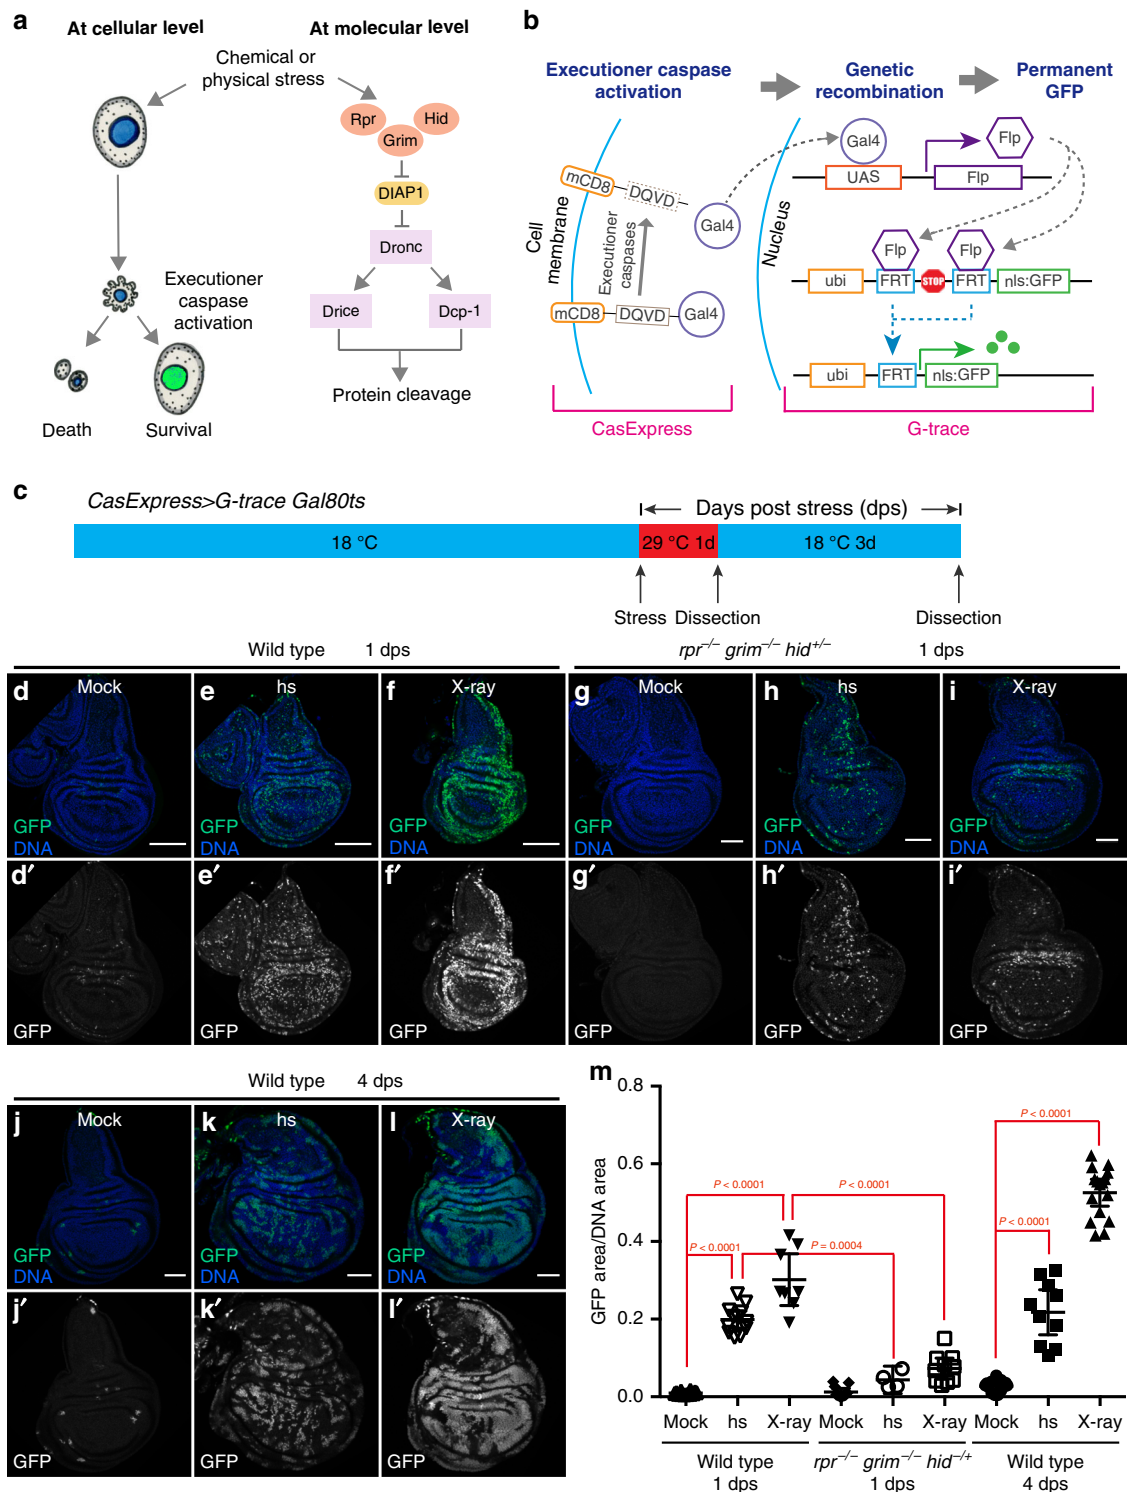 a
At cellular level
At molecular level
Chemical or
physical stress
Rpr
Hid
Grim
DIAP1
Dronc
Drice
Dcp-1
Executioner
caspase
activation
Protein cleavage
Death
Survival
b
Executioner caspase
activation
Genetic
recombination
Permanent
GFP
Cell
membrane
mCD8
DQVD
Gal4
Executioner
caspases
mCD8
DQVD
Gal4
Nucleus
Gal4
UAS
Flp
Flp
Flp
Flp
ubi
FRT
STOP
FRT
nls:GFP
ubi
FRT
nls:GFP
CasExpress
G-trace
c
CasExpress>G-trace Gal80ts
Days post stress (dps)
18 °C
29 °C 1d
18 °C 3d
Stress
Dissection
Dissection
Wild type 1 dps
rpr–/– grim–/– hid+/– 1 dps
d
Mock
GFP
DNA
e
hs
GFP
DNA
f
X-ray
GFP
DNA
g
Mock
GFP
DNA
h
hs
GFP
DNA
i
X-ray
GFP
DNA
d′
GFP
e′
GFP
f′
GFP
g′
GFP
h′
GFP
i′
GFP
Wild type 4 dps
j
Mock
GFP
DNA
k
hs
GFP
DNA
l
X-ray
GFP
DNA
j′
GFP
k′
GFP
l′
GFP
m
GFP area/DNA area
0.8
0.6
0.4
0.2
0.0
P < 0.0001
P < 0.0001
P < 0.0001
P = 0.0004
P < 0.0001
P < 0.0001
Mock
hs
X-ray
Mock
hs
X-ray
Mock
hs
X-ray
Wild type
1 dps
rpr–/– grim–/– hid–/+
1 dps
Wild type
4 dps